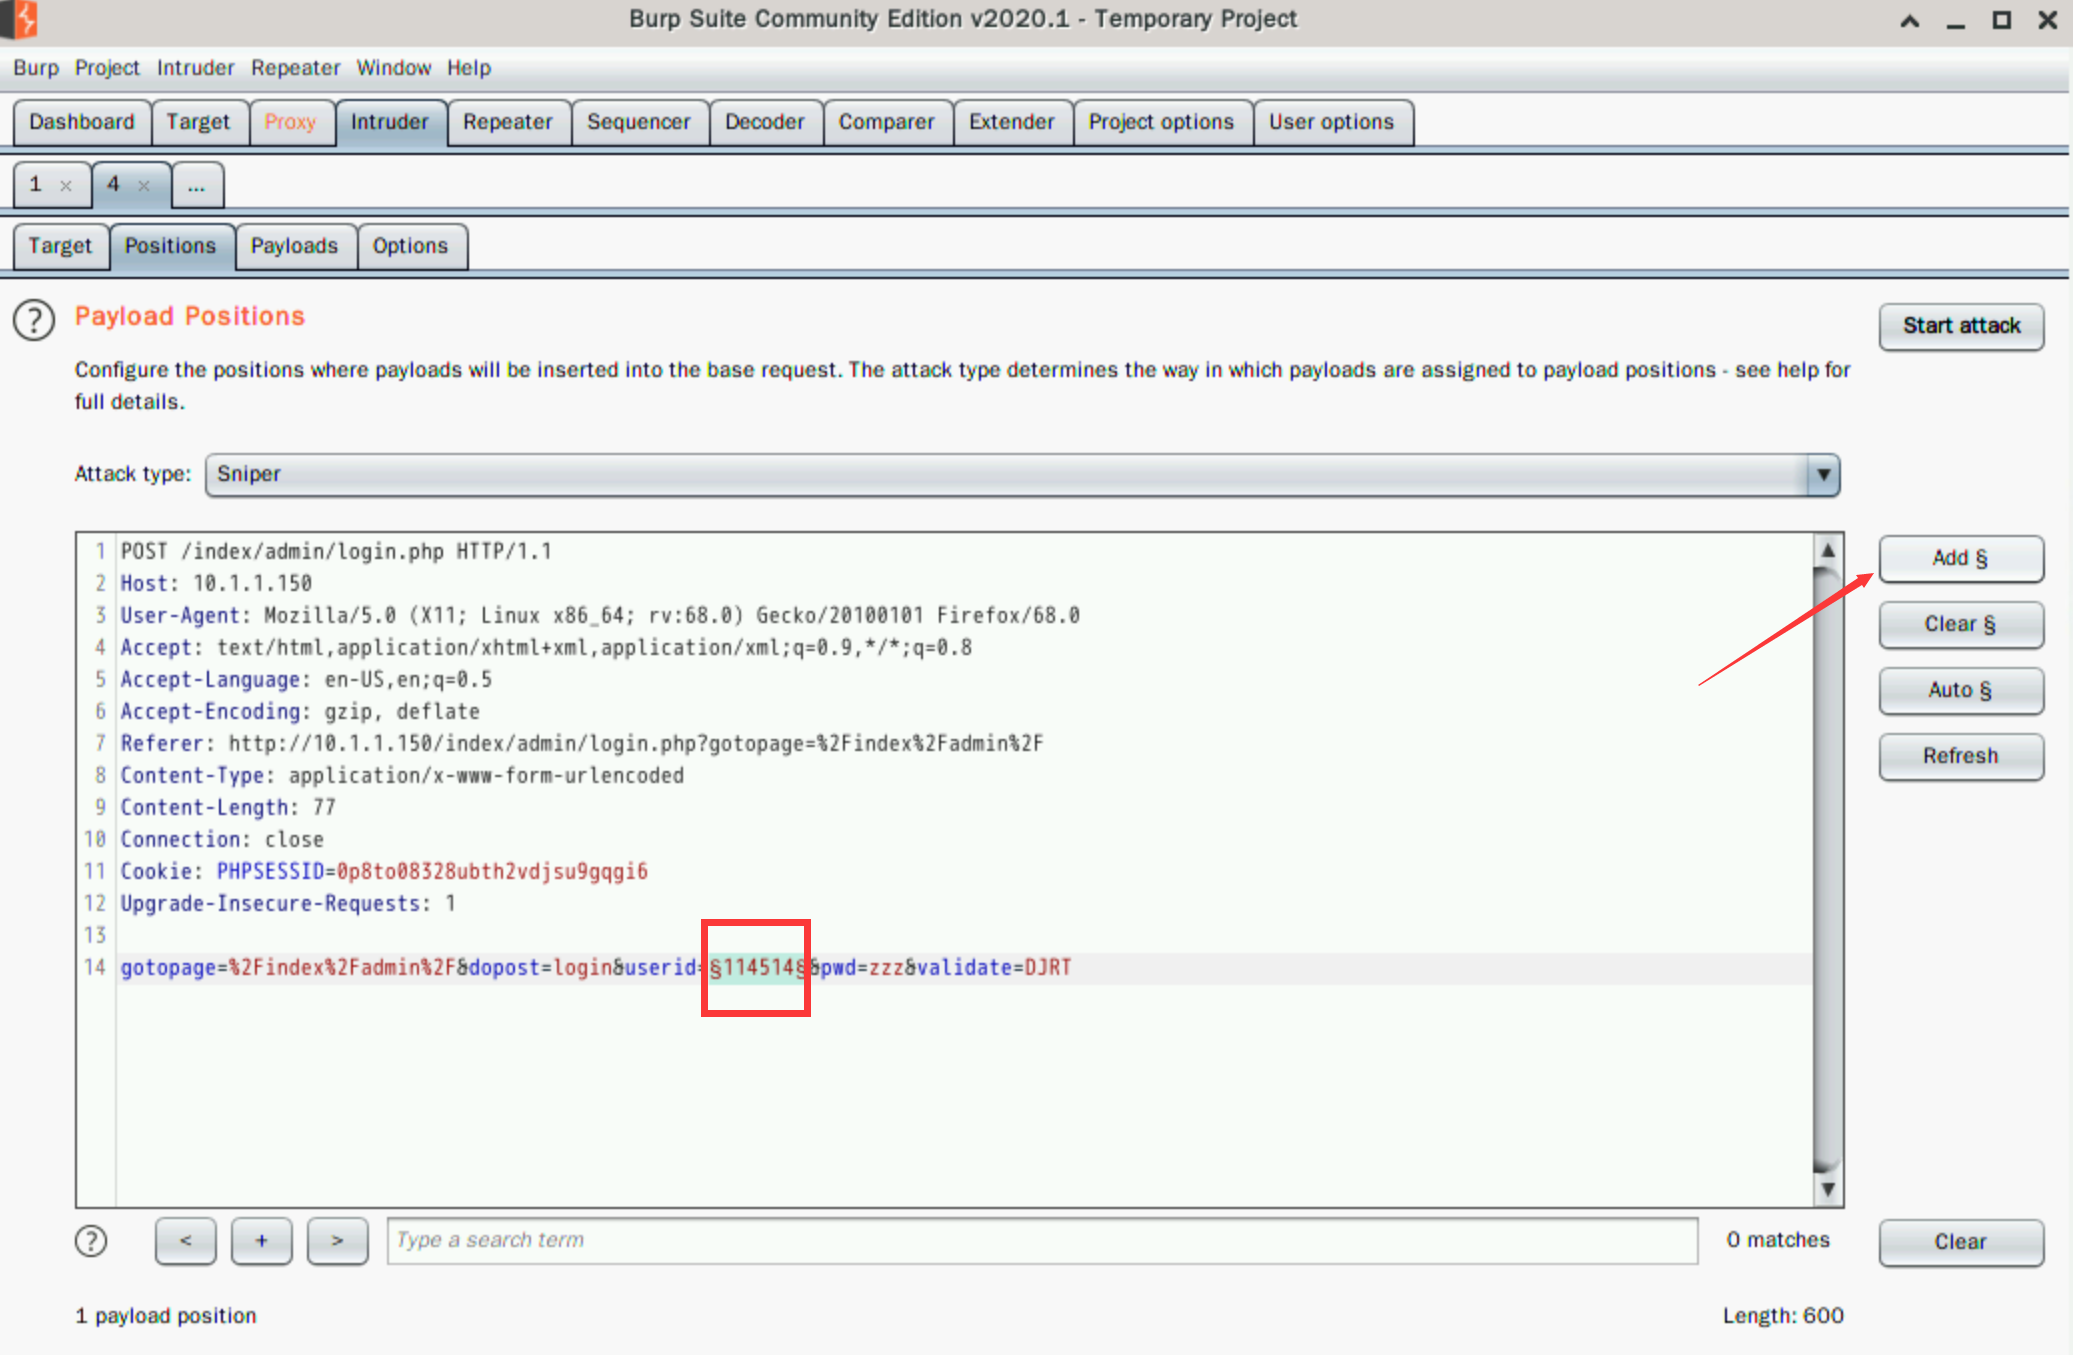 Burp Suite Community Edition v2020.1 - Temporary Project
Burp Project Intruder Repeater Window Help
Dashboard Target Proxy Intruder Repeater Sequencer Decoder Comparer Extender Project options User options
1 × 4 × ...
Target Positions Payloads Options
? Payload Positions
Start attack
Configure the positions where payloads will be inserted into the base request. The attack type determines the way in which payloads are assigned to payload positions - see help for
full details.
Attack type: Sniper
1 POST /index/admin/login.php HTTP/1.1
2 Host: 10.1.1.150
3 User-Agent: Mozilla/5.0 (X11; Linux x86_64; rv:68.0) Gecko/20100101 Firefox/68.0
4 Accept: text/html,application/xhtml+xml,application/xml;q=0.9,*/*;q=0.8
5 Accept-Language: en-US,en;q=0.5
6 Accept-Encoding: gzip, deflate
7 Referer: http://10.1.1.150/index/admin/login.php?gotopage=%2Findex%2Fadmin%2F
8 Content-Type: application/x-www-form-urlencoded
9 Content-Length: 77
10 Connection: close
11 Cookie: PHPSESSID=0p8to08328ubth2vdjsu9gqgi6
12 Upgrade-Insecure-Requests: 1
13
14 gotopage=%2Findex%2Fadmin%2F&dopost=login&userid=§114514§&pwd=zzz&validate=DJRT
Add §
Clear §
Auto §
Refresh
? < + > Type a search term 0 matches Clear
1 payload position Length: 600